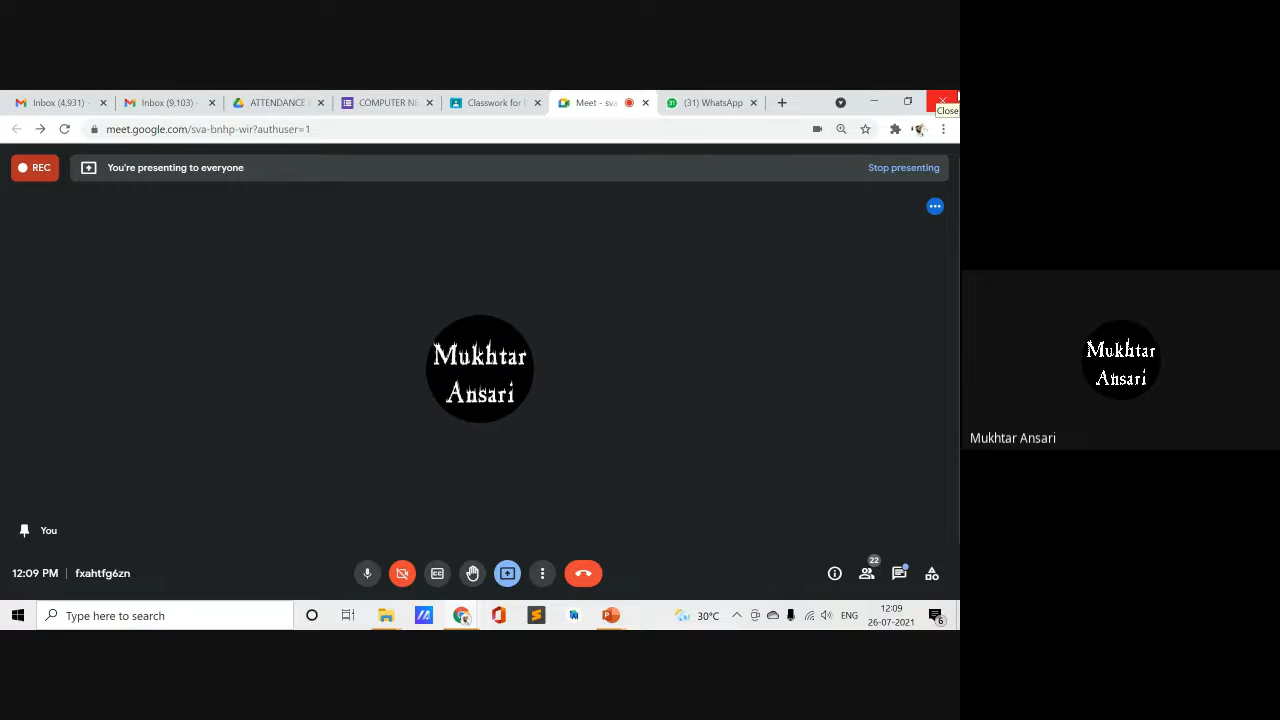 Inbox (4,931) - Inbox (9,103) - ATTENDANCE COMPUTER NE Classwork for Meet - sva (31) WhatsApp
Close
meet.google.com/sva-bnhp-wir?authuser=1
REC You're presenting to everyone Stop presenting
Mukhtar
Ansari
Mukhtar
Ansari
Mukhtar Ansari
You
22
12:09 PM | fxahtfg6zn
Type here to search
30°C ENG 12:09
26-07-2021 6